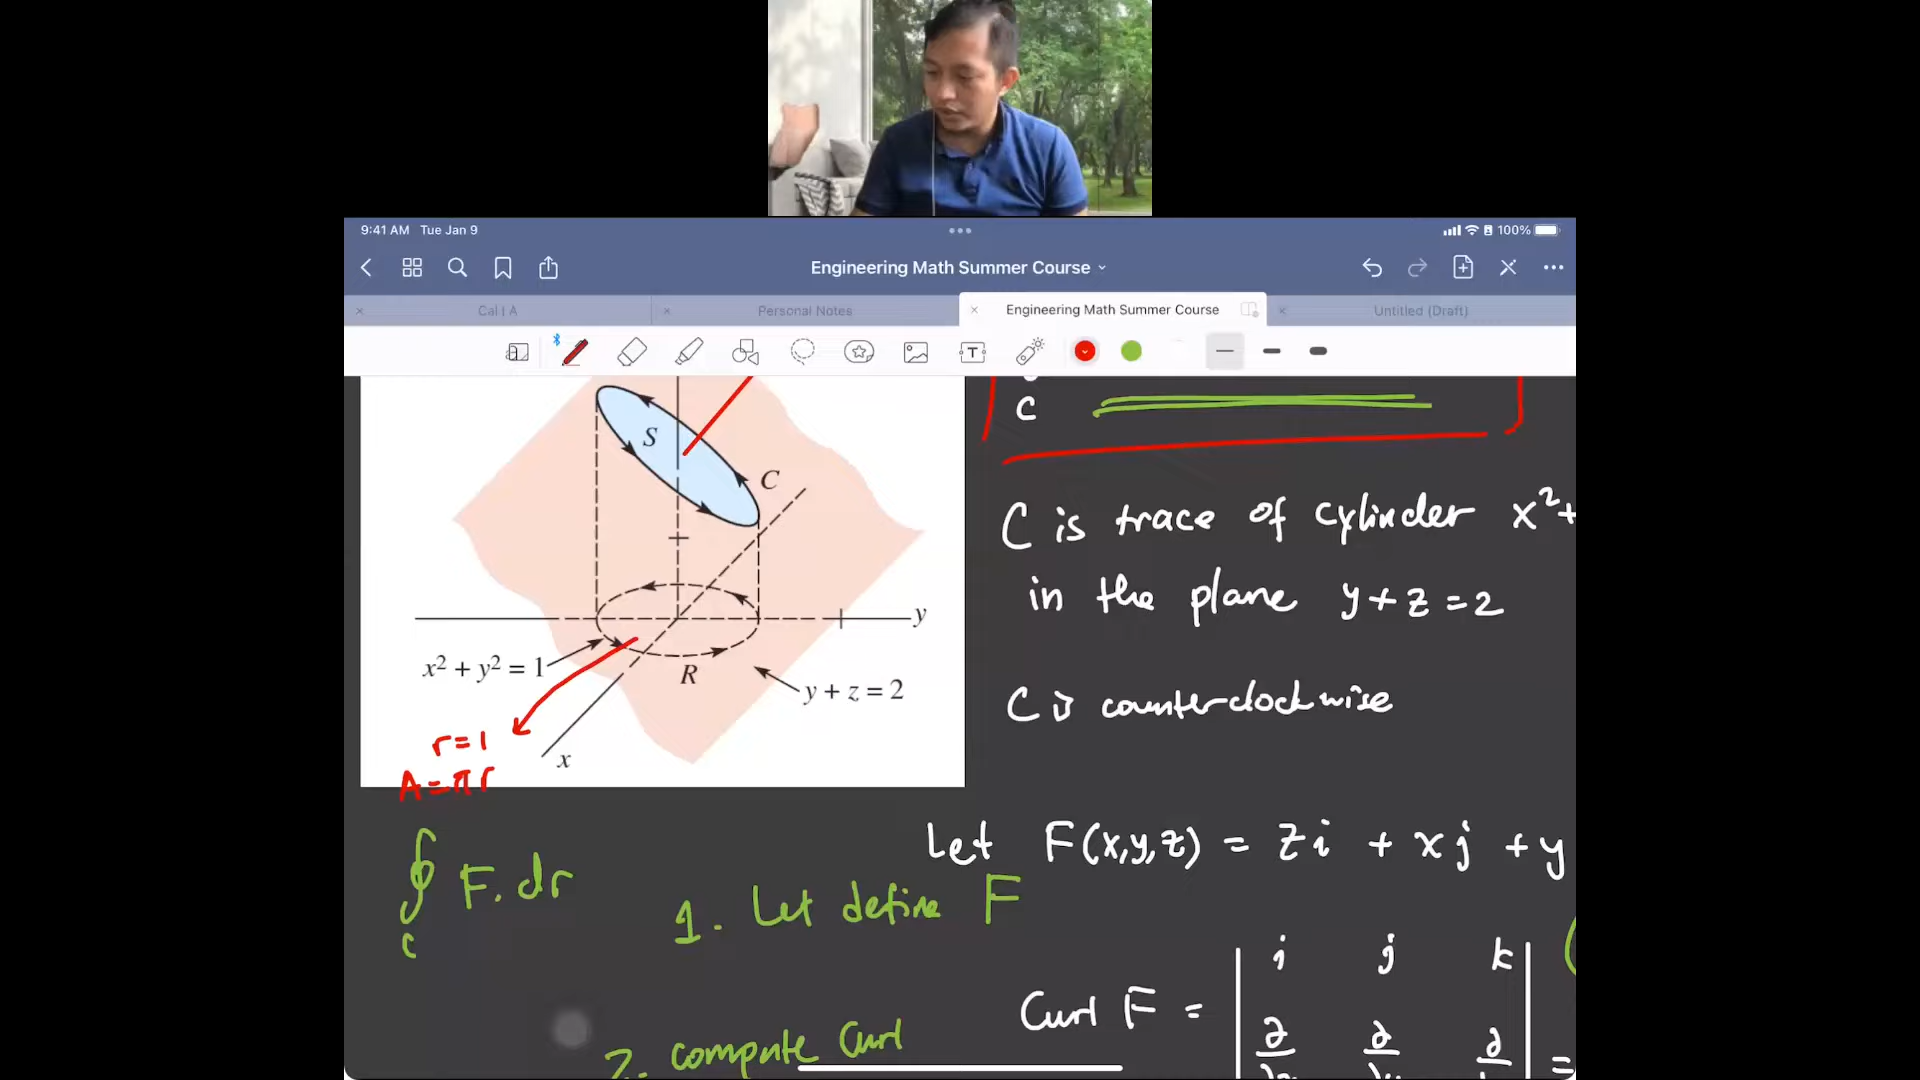 9:41 AM Tue Jan 9
100%
Engineering Math Summer Course
Cal I A
Personal Notes
Engineering Math Summer Course
Untitled (Draft)
T
S
C
y
x² + y² = 1
R
y + z = 2
x
r=1
A=πr
C
C is trace of cylinder x²+
in the plane y+z=2
C is counterclockwise
∮ F. dr
C
Let F(x,y,z) = zi + xj + y
1. Let define F
i j k
Curl F =
∂ ∂ ∂
=
2. compute Curl